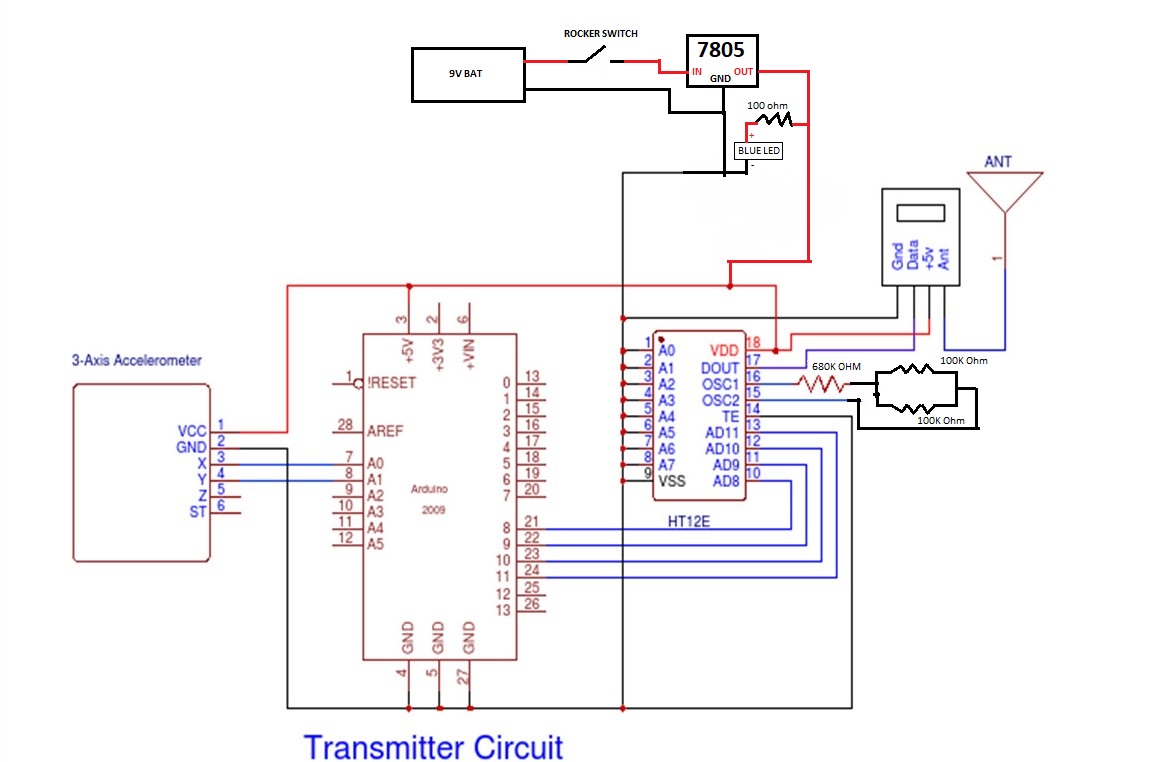 ROCKER SWITCH
9V BAT
7805
IN
GND
OUT
100 ohm
+
BLUE LED
-
ANT
1
Gnd
Data
+5v
Ant
3-Axis Accelerometer
VCC 1
GND 2
X 3
Y 4
Z 5
ST 6
3 2 6
+5V +3V3 +VIN
1 !RESET
28 AREF
7 A0
8 A1
9 A2
10 A3
11 A4
12 A5
Arduino
2009
0 13
1 14
2 15
3 16
4 17
5 18
6 19
7 20
8 21
9 22
10 23
11 24
12 25
13 26
GND GND GND
4 5 27
1 A0 VDD 18
2 A1 DOUT 17
3 A2 OSC1 16
4 A3 OSC2 15
5 A4 TE 14
6 A5 AD11 13
7 A6 AD10 12
8 A7 AD9 11
9 VSS AD8 10
HT12E
680K OHM
100K Ohm
100K Ohm
Transmitter Circuit